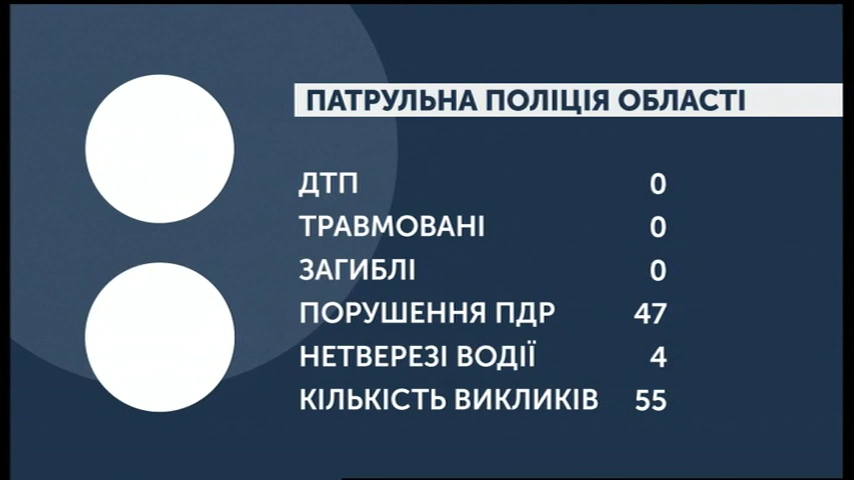 ПАТРУЛЬНА ПОЛІЦІЯ ОБЛАСТІ
ДТП 0
ТРАВМОВАНІ 0
ЗАГИБЛІ 0
ПОРУШЕННЯ ПДР 47
НЕТВЕРЕЗІ ВОДІЇ 4
КІЛЬКІСТЬ ВИКЛИКІВ 55